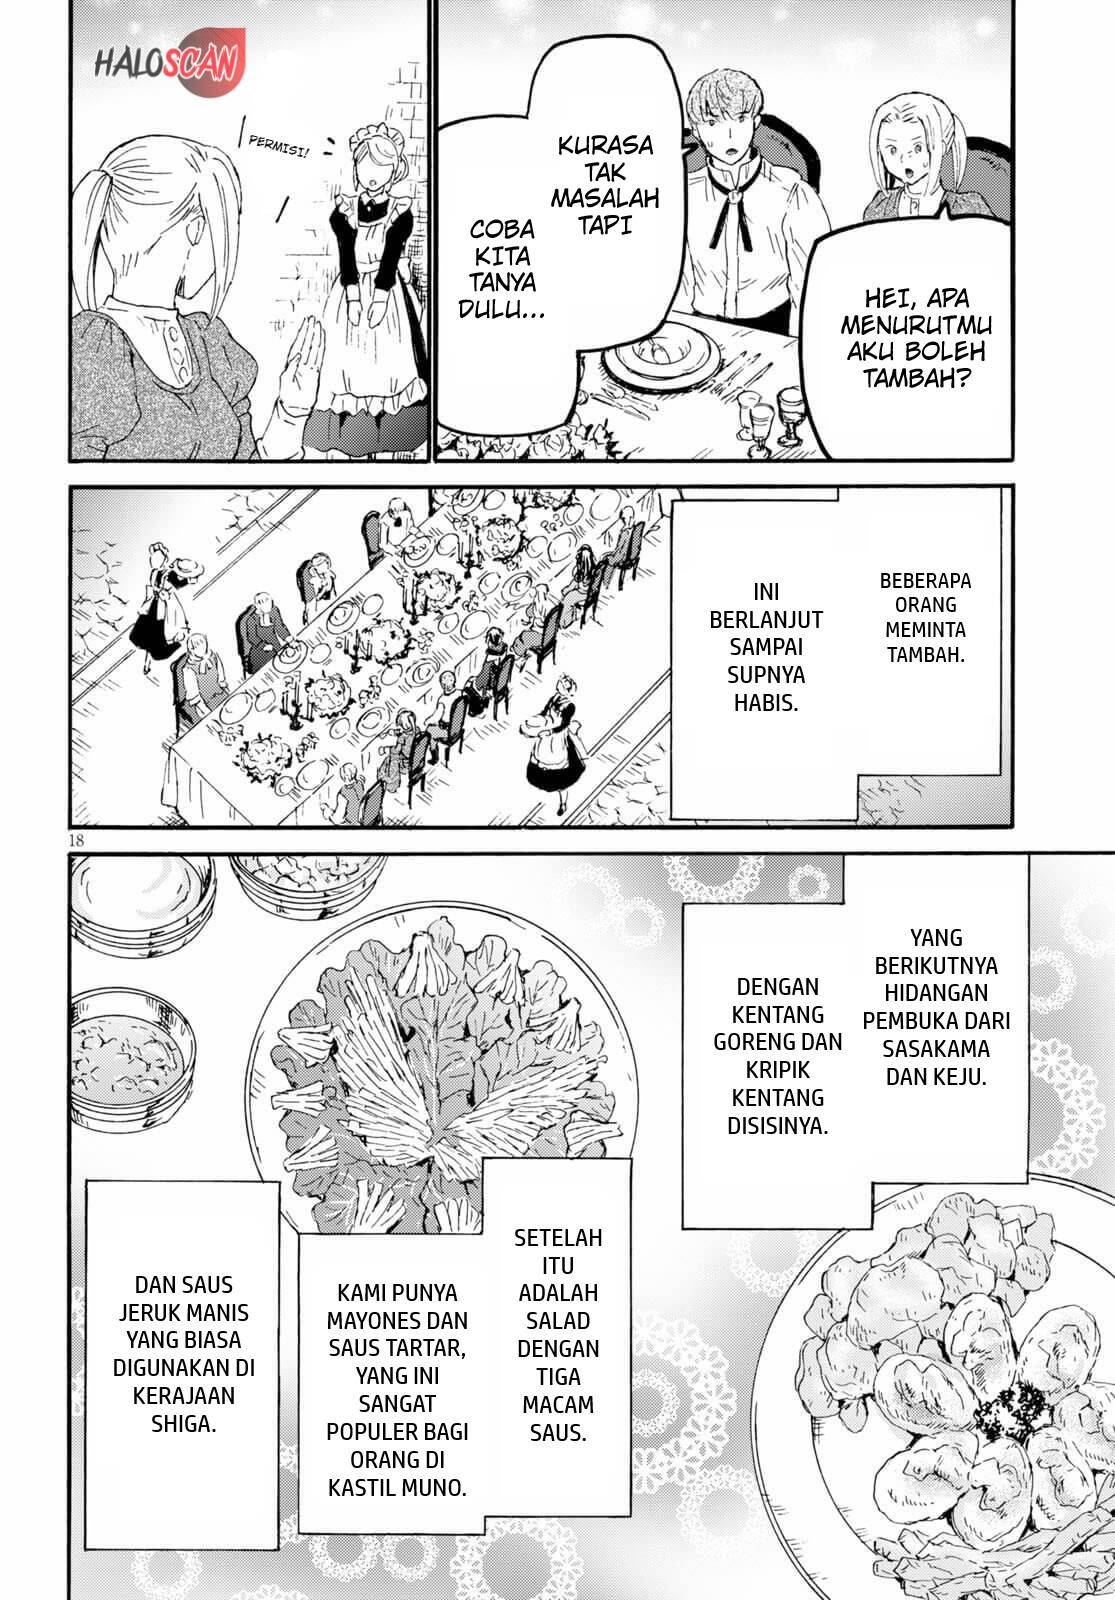 HALOSCAN
HEI, APA
MENURUTMU
AKU BOLEH
TAMBAH?
KURASA
TAK
MASALAH
TAPI
COBA
KITA
TANYA
DULU...
PERMISI!
BEBERAPA
ORANG
MEMINTA
TAMBAH.
INI
BERLANJUT
SAMPAI
SUPNYA
HABIS.
18
YANG
BERIKUTNYA
HIDANGAN
PEMBUKA DARI
SASAKAMA
DAN KEJU.
DENGAN
KENTANG
GORENG DAN
KRIPIK
KENTANG
DISISINYA.
SETELAH
ITU
ADALAH
SALAD
DENGAN
TIGA
MACAM
SAUS.
KAMI PUNYA
MAYONES DAN
SAUS TARTAR,
YANG INI
SANGAT
POPULER BAGI
ORANG DI
KASTIL MUNO.
DAN SAUS
JERUK MANIS
YANG BIASA
DIGUNAKAN DI
KERAJAAN
SHIGA.